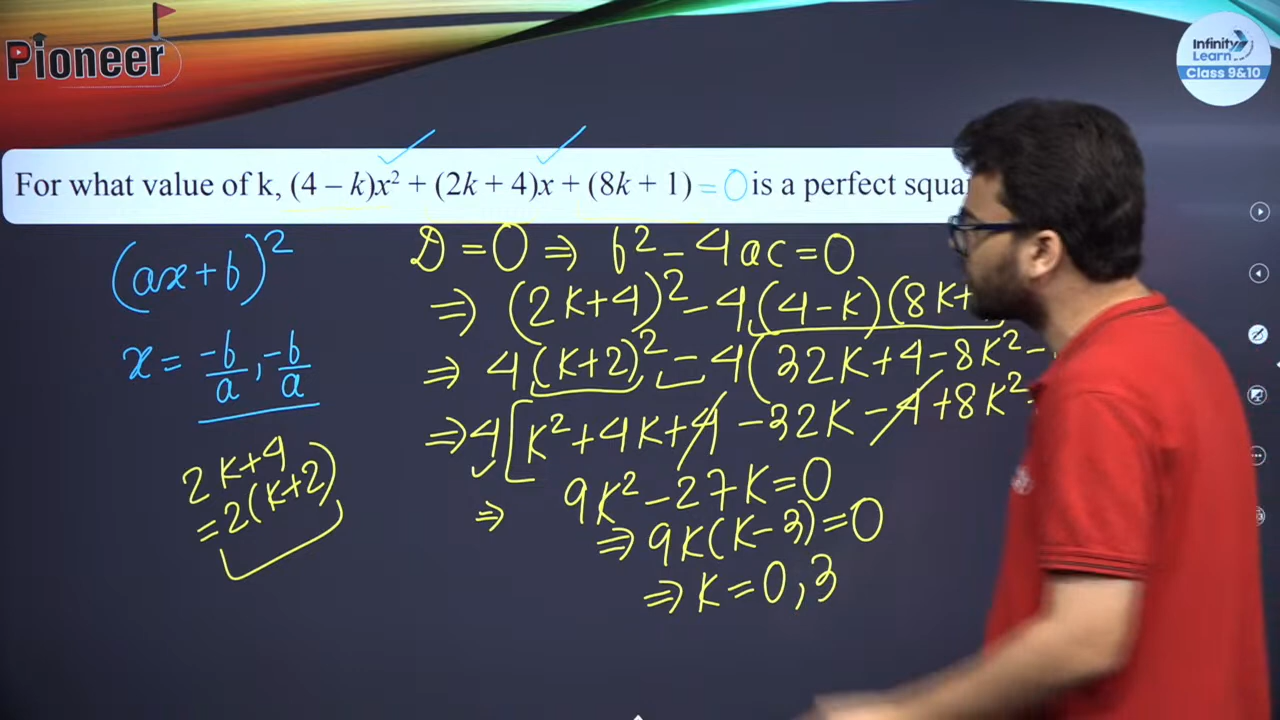 Pioneer
Infinity
Learn
Class 9&10
For what value of k, (4 – k)x² + (2k + 4)x + (8k + 1) = 0 is a perfect
(ax+b)²
x = -b/a, -b/a
2K+4
=2(K+2)
D = 0 ⇒ b² - 4ac = 0
⇒ (2K+4)² - 4(4-K)(8K+
⇒ 4(K+2)² - 4(32K+4-8K²-
⇒ 4[K²+4K+4 -32K -4+8K²
⇒ 9K² - 27K = 0
⇒ 9K(K-3) = 0
⇒ K = 0, 3